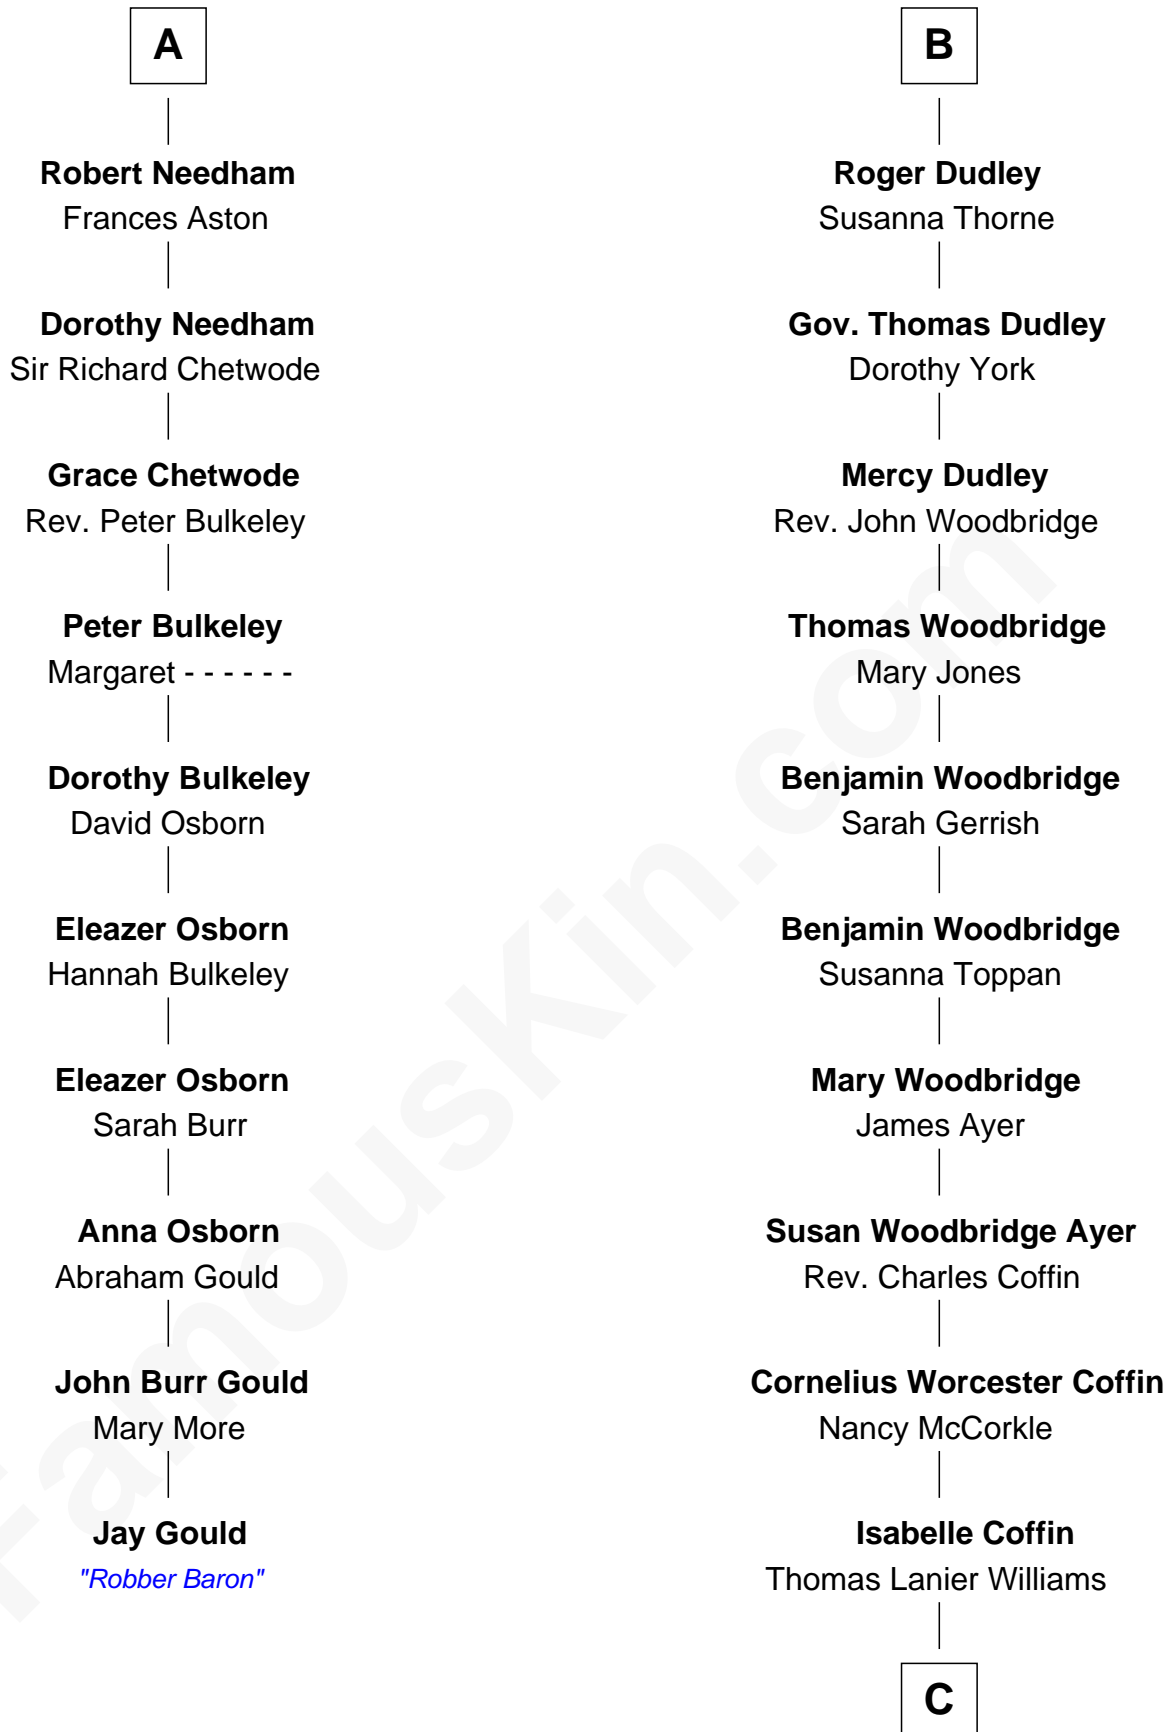 A
Robert Needham
Frances Aston
Dorothy Needham
Sir Richard Chetwode
Grace Chetwode
Rev. Peter Bulkeley
Peter Bulkeley
Margaret - - - - - -
Dorothy Bulkeley
David Osborn
Eleazer Osborn
Hannah Bulkeley
Eleazer Osborn
Sarah Burr
Anna Osborn
Abraham Gould
John Burr Gould
Mary More
Jay Gould
"Robber Baron"
B
Roger Dudley
Susanna Thorne
Gov. Thomas Dudley
Dorothy York
Mercy Dudley
Rev. John Woodbridge
Thomas Woodbridge
Mary Jones
Benjamin Woodbridge
Sarah Gerrish
Benjamin Woodbridge
Susanna Toppan
Mary Woodbridge
James Ayer
Susan Woodbridge Ayer
Rev. Charles Coffin
Cornelius Worcester Coffin
Nancy McCorkle
Isabelle Coffin
Thomas Lanier Williams
C
FamousKin.com